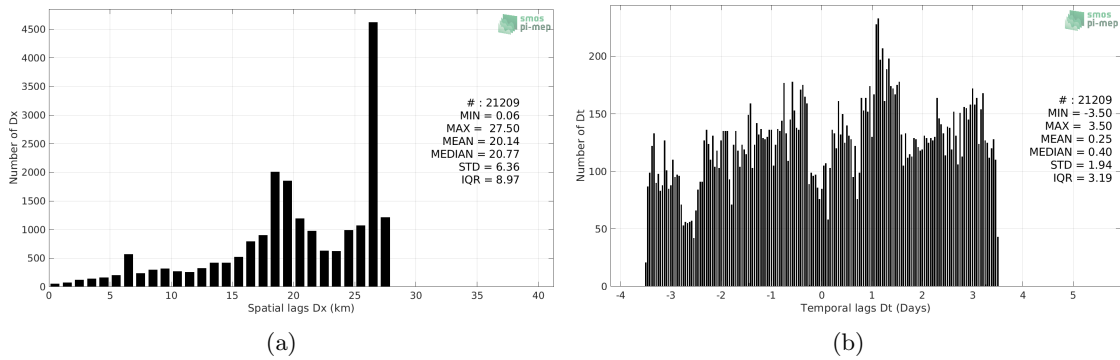 smos
pi-mep
4500
4000
3500
3000
2500
2000
1500
1000
500
0
Number of Dx
# : 21209
MIN = 0.06
MAX = 27.50
MEAN = 20.14
MEDIAN = 20.77
STD = 6.36
IQR = 8.97
0 5 10 15 20 25 30 35 40
Spatial lags Dx (km)
(a)
smos
pi-mep
200
150
100
50
0
Number of Dt
# : 21209
MIN = -3.50
MAX = 3.50
MEAN = 0.25
MEDIAN = 0.40
STD = 1.94
IQR = 3.19
-4 -3 -2 -1 0 1 2 3 4 5
Temporal lags Dt (Days)
(b)